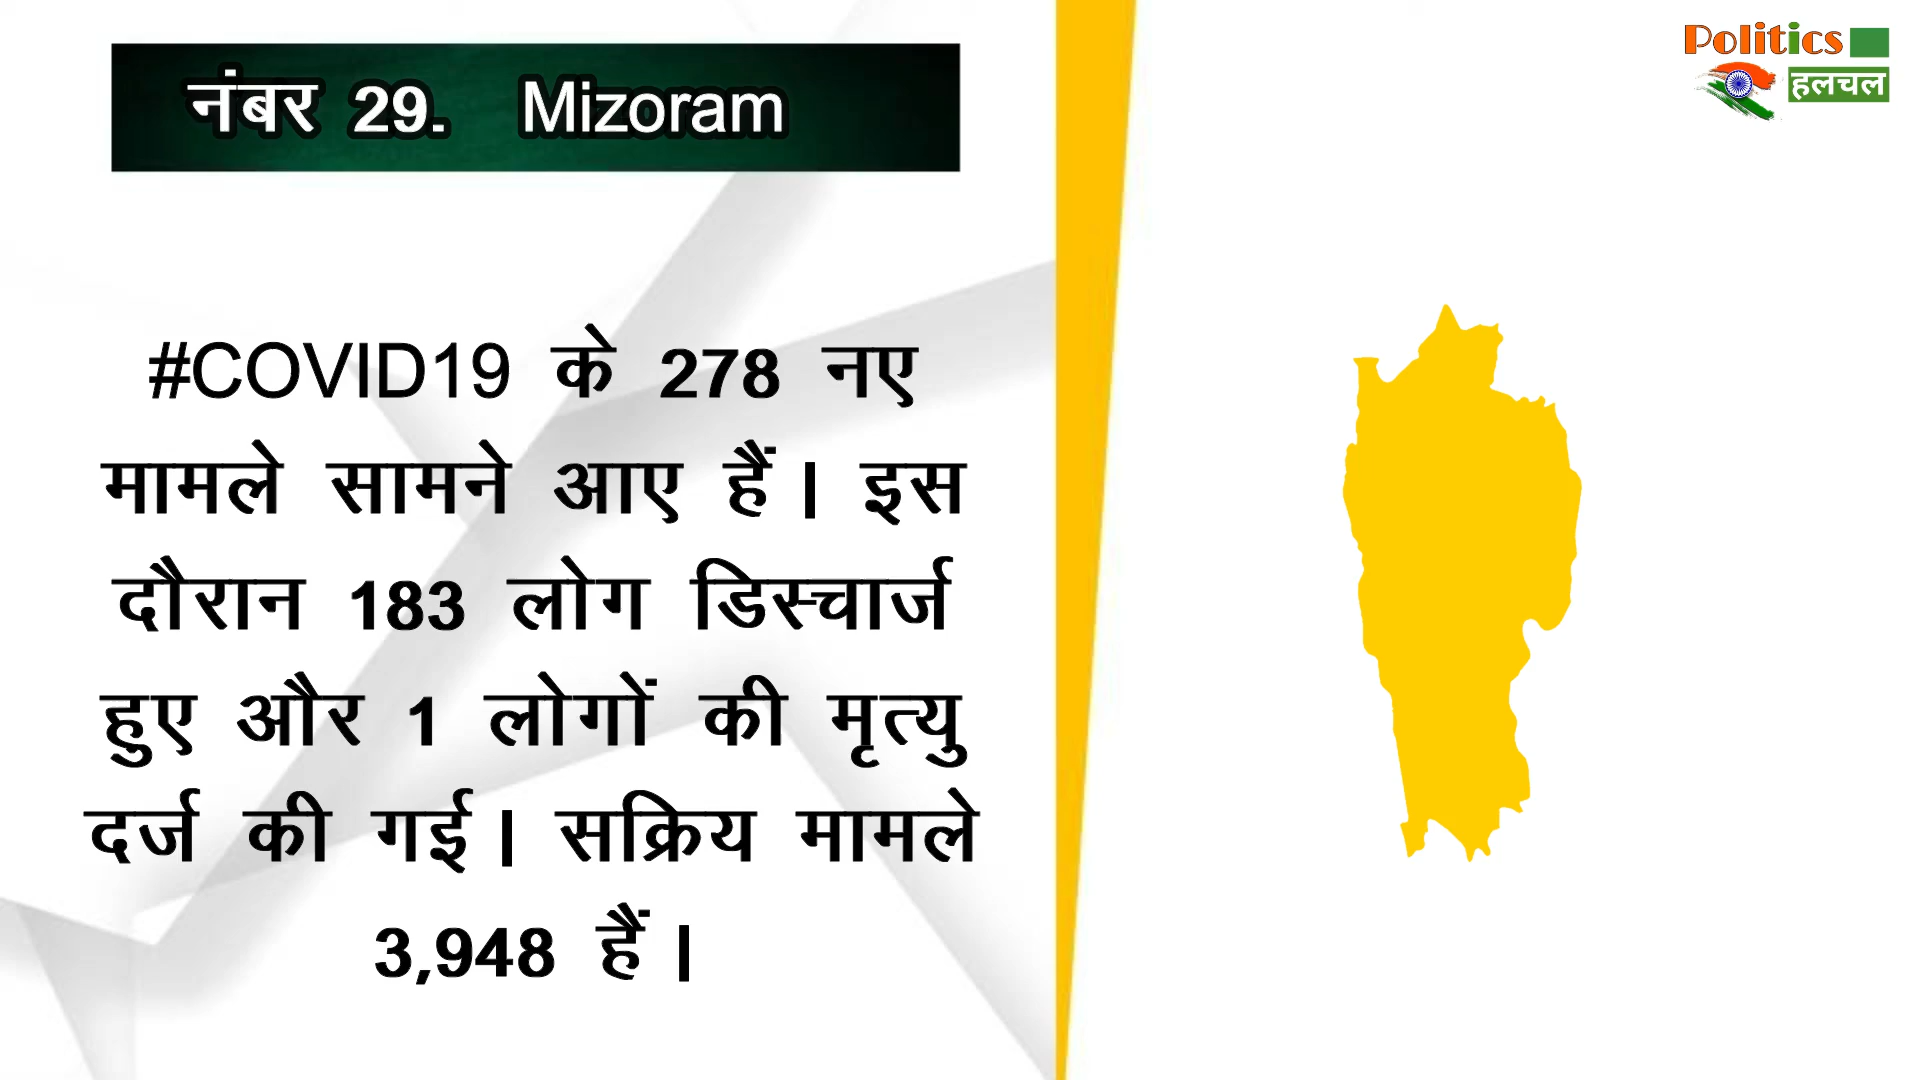 Politics
हलचल
नंबर 29. Mizoram
#COVID19 के 278 नए
मामले सामने आए हैं। इस
दौरान 183 लोग डिस्चार्ज
हुए और 1 लोगों की मृत्यु
दर्ज की गई। सक्रिय मामले
3,948 हैं।